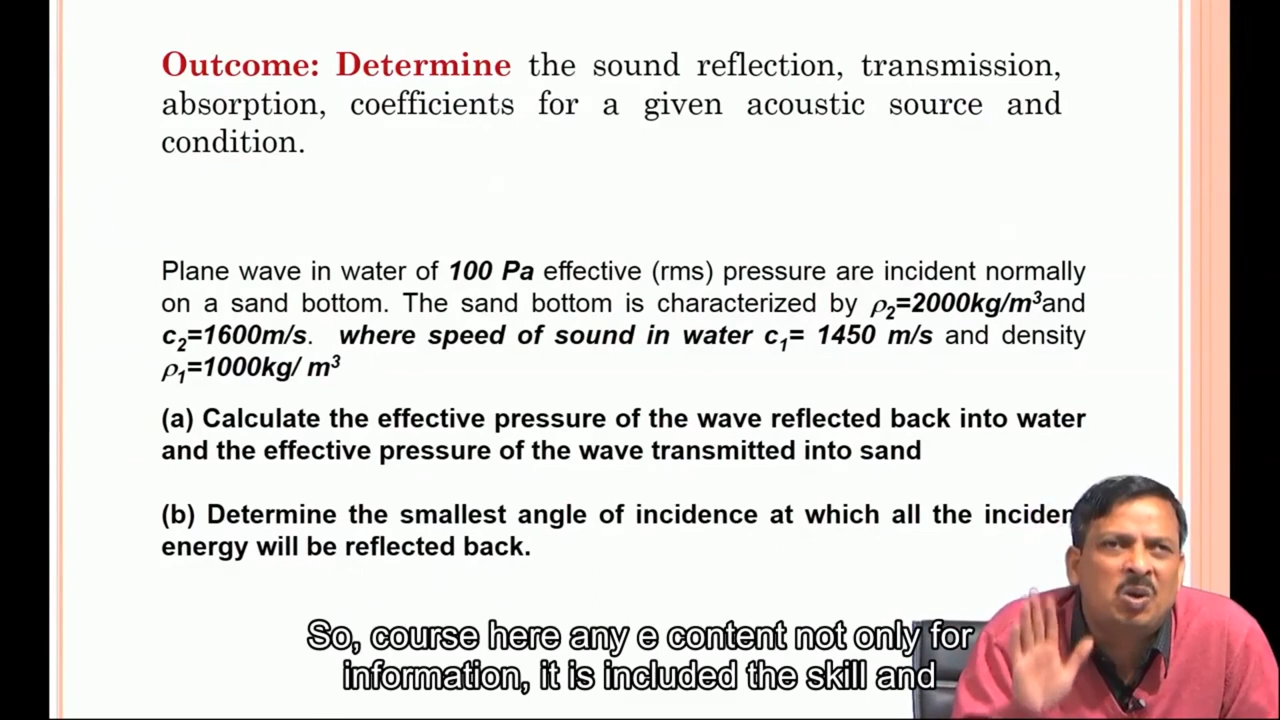 Outcome: Determine the sound reflection, transmission,
absorption, coefficients for a given acoustic source and
condition.
Plane wave in water of 100 Pa effective (rms) pressure are incident normally
on a sand bottom. The sand bottom is characterized by ρ₂=2000kg/m³and
c₂=1600m/s. where speed of sound in water c₁= 1450 m/s and density
ρ₁=1000kg/ m³
(a) Calculate the effective pressure of the wave reflected back into water
and the effective pressure of the wave transmitted into sand
(b) Determine the smallest angle of incidence at which all the inciden
energy will be reflected back.
So, course here any e content not only for
information, it is included the skill and